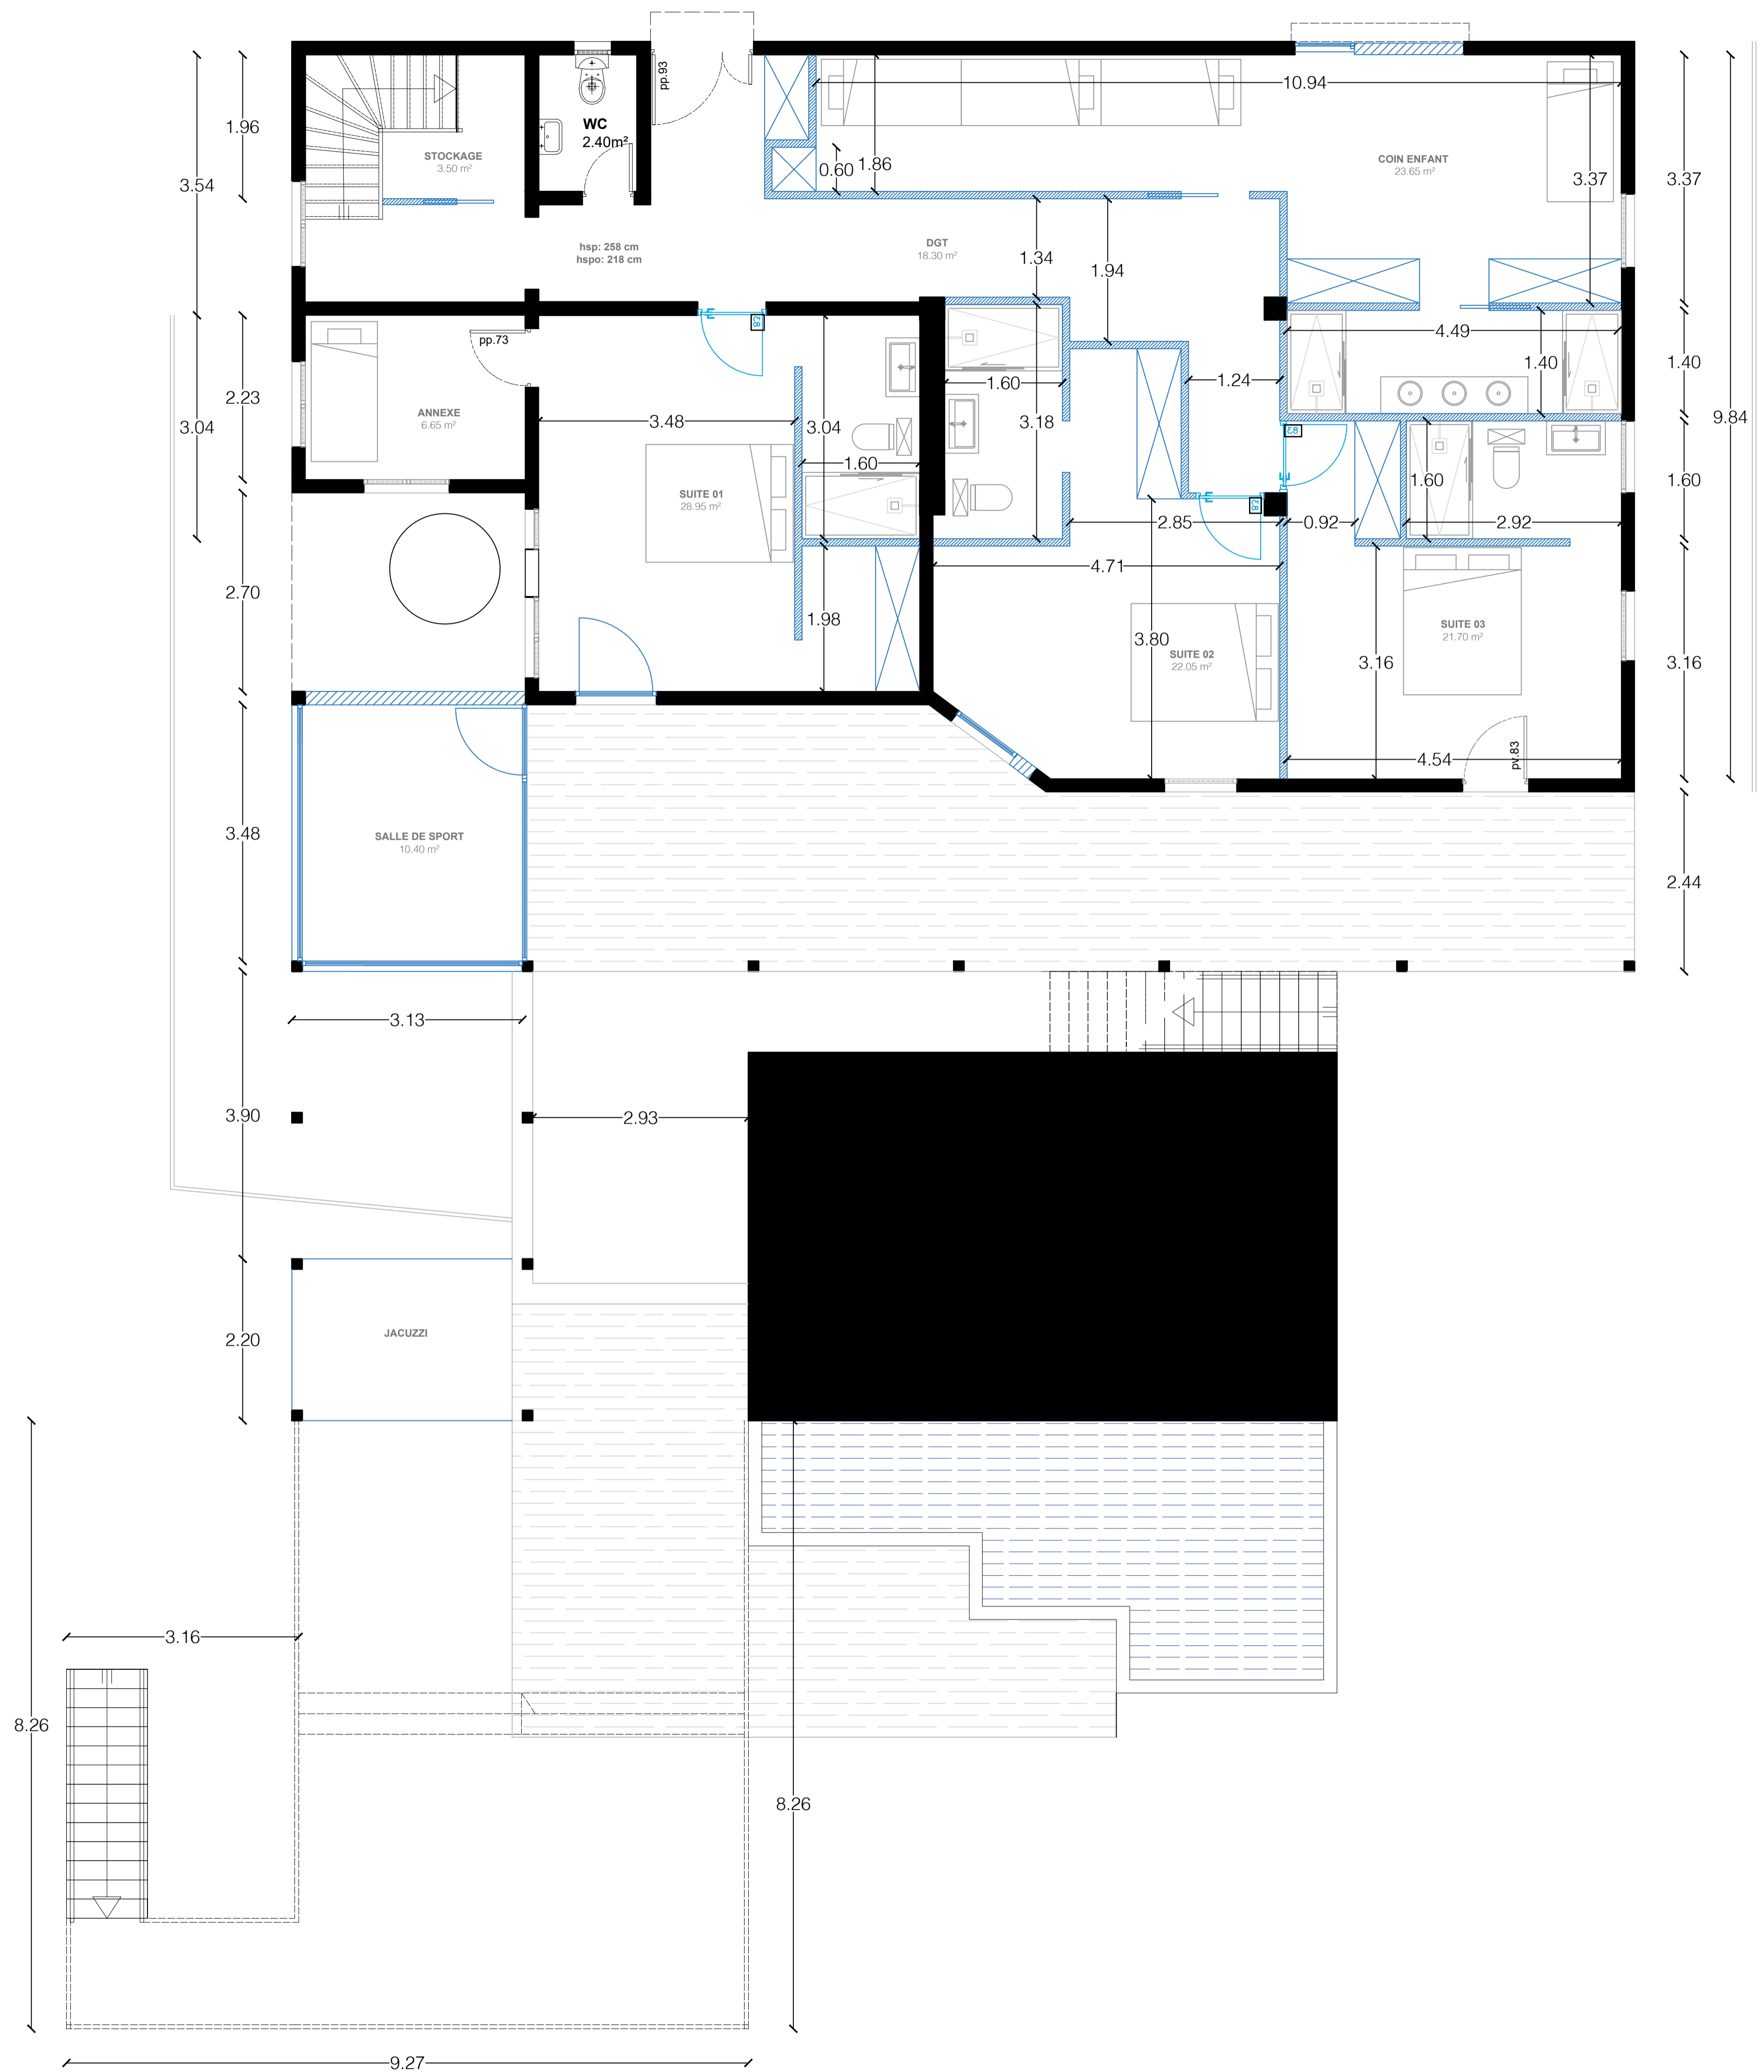 pp.93
10.94
1.96
WC
2.40m²
STOCKAGE
3.50 m²
0.60
1.86
COIN ENFANT
23.65 m²
3.54
3.37
3.37
hsp: 258 cm
hspo: 218 cm
DGT
18.30 m²
1.34
1.94
83
pp.73
4.49
1.40
1.40
1.60
1.24
2.23
ANNEXE
6.65 m²
3.48
3.04
3.04
3.18
9.84
83
1.60
1.60
1.60
SUITE 01
28.95 m²
83
2.85
0.92
2.92
4.71
2.70
1.98
3.80
SUITE 02
22.05 m²
3.16
SUITE 03
21.70 m²
3.16
pv.83
4.54
3.48
SALLE DE SPORT
10.40 m²
2.44
3.13
3.90
2.93
2.20
JACUZZI
3.16
8.26
8.26
9.27